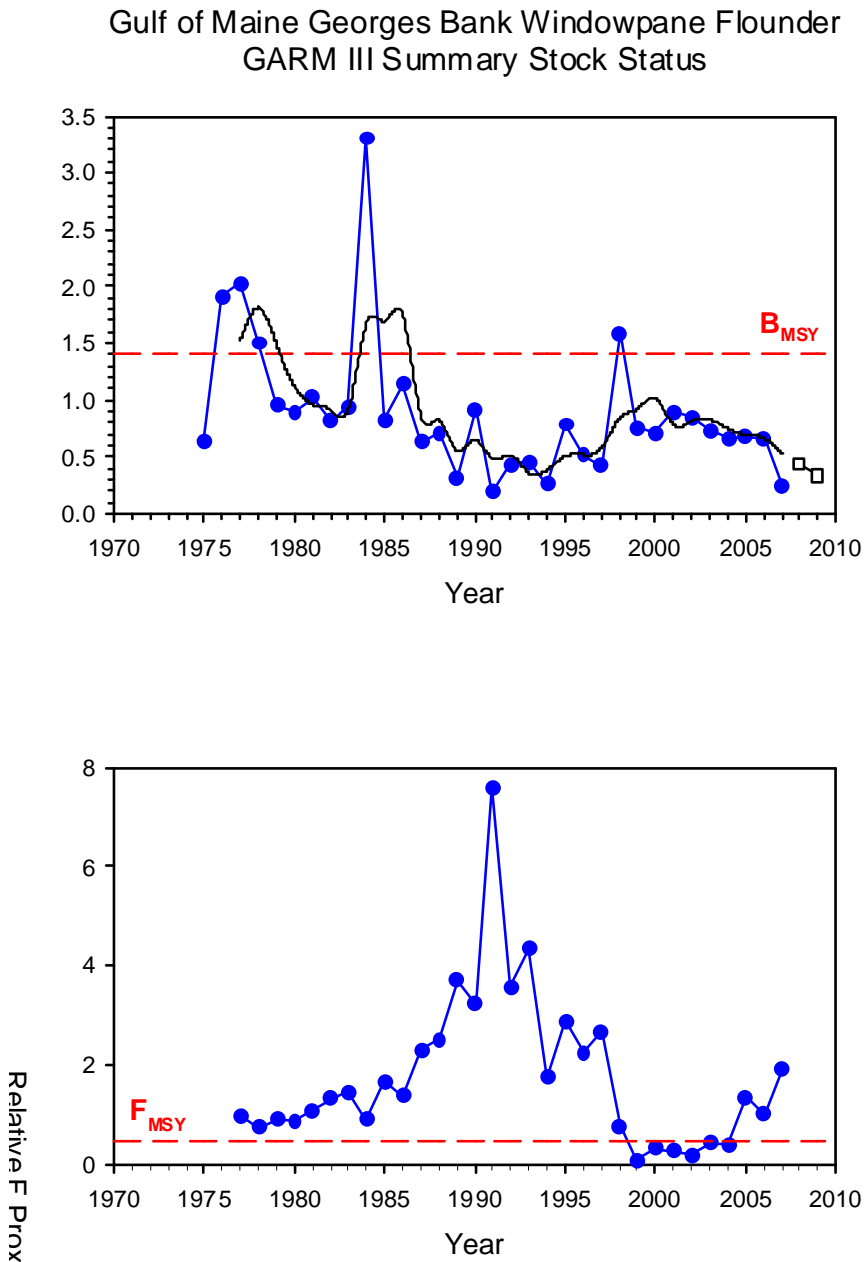 Gulf of Maine Georges Bank Windowpane Flounder
GARM III Summary Stock Status
3.5
3.0
2.5
2.0
1.5
1.0
0.5
0.0
BMSY
1970 1975 1980 1985 1990 1995 2000 2005 2010
Year
8
6
4
2
0
FMSY
1970 1975 1980 1985 1990 1995 2000 2005 2010
Year
Relative F Prox